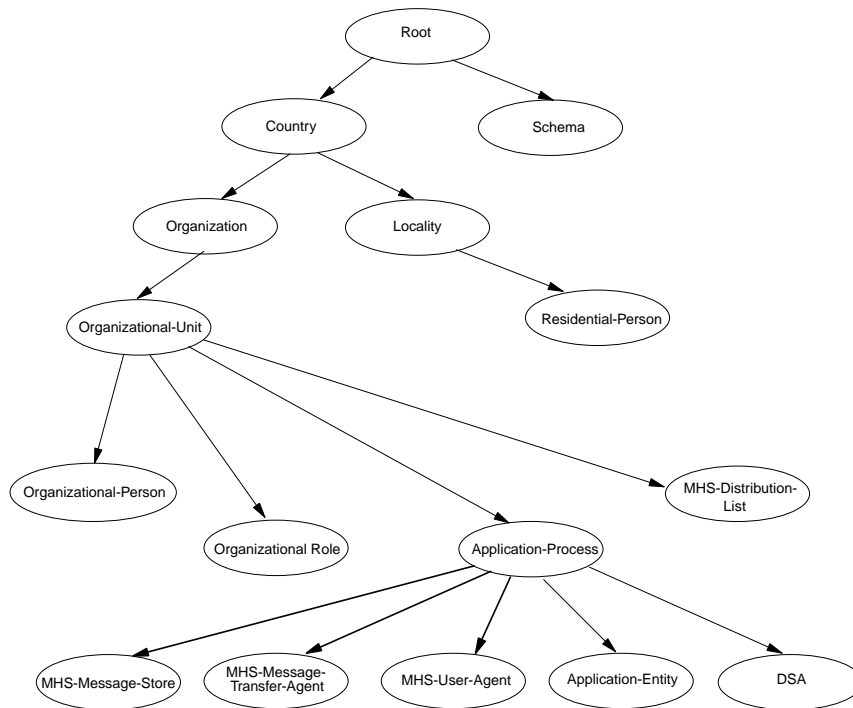 Root
Country
Schema
Organization
Locality
Organizational-Unit
Residential-Person
Organizational-Person
MHS-Distribution-
List
Organizational Role
Application-Process
MHS-Message-Store
MHS-Message-
Transfer-Agent
MHS-User-Agent
Application-Entity
DSA